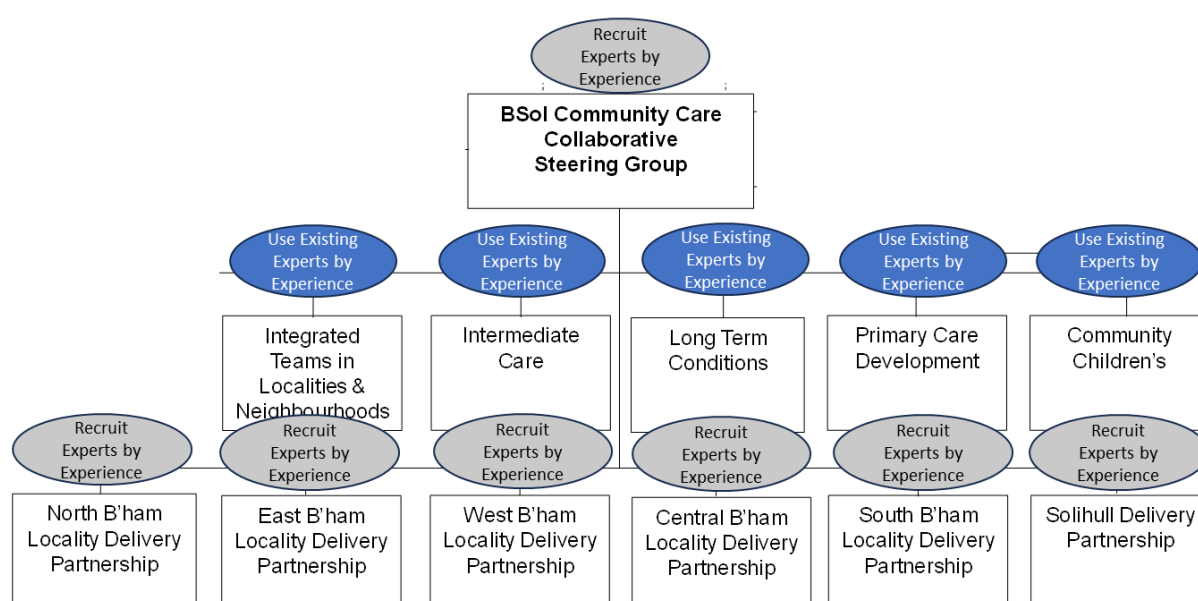 Recruit
Experts by
Experience
BSol Community Care
Collaborative
Steering Group
Use Existing
Experts by
Experience
Use Existing
Experts by
Experience
Use Existing
Experts by
Experience
Use Existing
Experts by
Experience
Use Existing
Experts by
Experience
Integrated
Teams in
Localities &
Neighbourhoods
Intermediate
Care
Long Term
Conditions
Primary Care
Development
Community
Children's
Recruit
Experts by
Experience
Recruit
Experts by
Experience
Recruit
Experts by
Experience
Recruit
Experts by
Experience
Recruit
Experts by
Experience
Recruit
Experts by
Experience
North B'ham
Locality Delivery
Partnership
East B'ham
Locality Delivery
Partnership
West B'ham
Locality Delivery
Partnership
Central B'ham
Locality Delivery
Partnership
South B'ham
Locality Delivery
Partnership
Solihull Delivery
Partnership